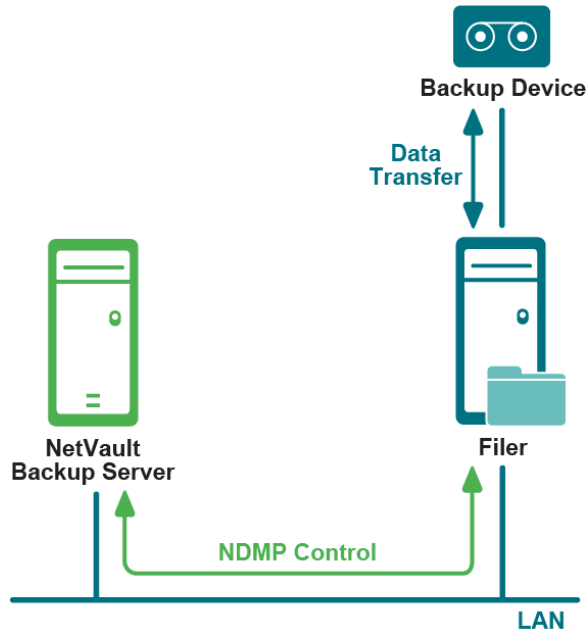 Backup Device
Data
Transfer
NetVault
Backup Server
Filer
NDMP Control
LAN